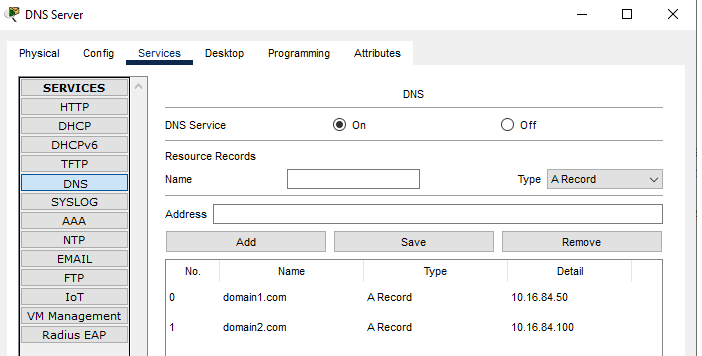 DNS Server
Physical Config Services Desktop Programming Attributes
SERVICES
HTTP
DHCP
DHCPv6
TFTP
DNS
SYSLOG
AAA
NTP
EMAIL
FTP
IoT
VM Management
Radius EAP
DNS
DNS Service On Off
Resource Records
Name Type A Record
Address
Add Save Remove
No. Name Type Detail
0 domain1.com A Record 10.16.84.50
1 domain2.com A Record 10.16.84.100